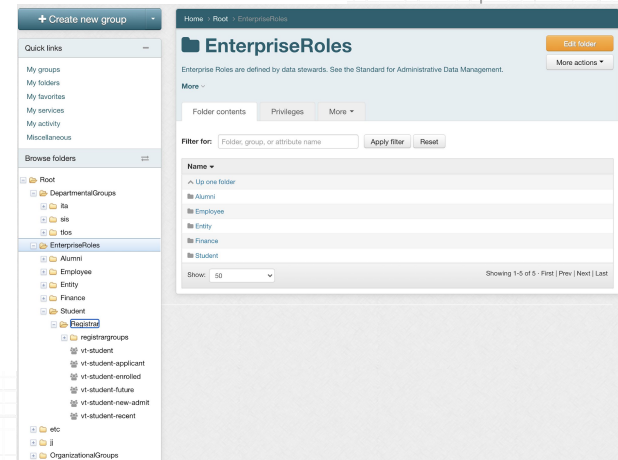 + Create new group
Quick links
My groups
My folders
My favorites
My services
My activity
Miscellaneous
Browse folders
Root
DepartmentalGroups
ita
sis
tlos
EnterpriseRoles
Alumni
Employee
Entity
Finance
Student
Registrar
registrargroups
vt-student
vt-student-applicant
vt-student-enrolled
vt-student-future
vt-student-new-admit
vt-student-recent
etc
jj
OrganizationalGroups
Home › Root › EnterpriseRoles
EnterpriseRoles
Edit folder
More actions
Enterprise Roles are defined by data stewards. See the Standard for Administrative Data Management.
More
Folder contents Privileges More
Filter for: Folder, group, or attribute name Apply filter Reset
Name
Up one folder
Alumni
Employee
Entity
Finance
Student
Show: 50 Showing 1-5 of 5 · First | Prev | Next | Last